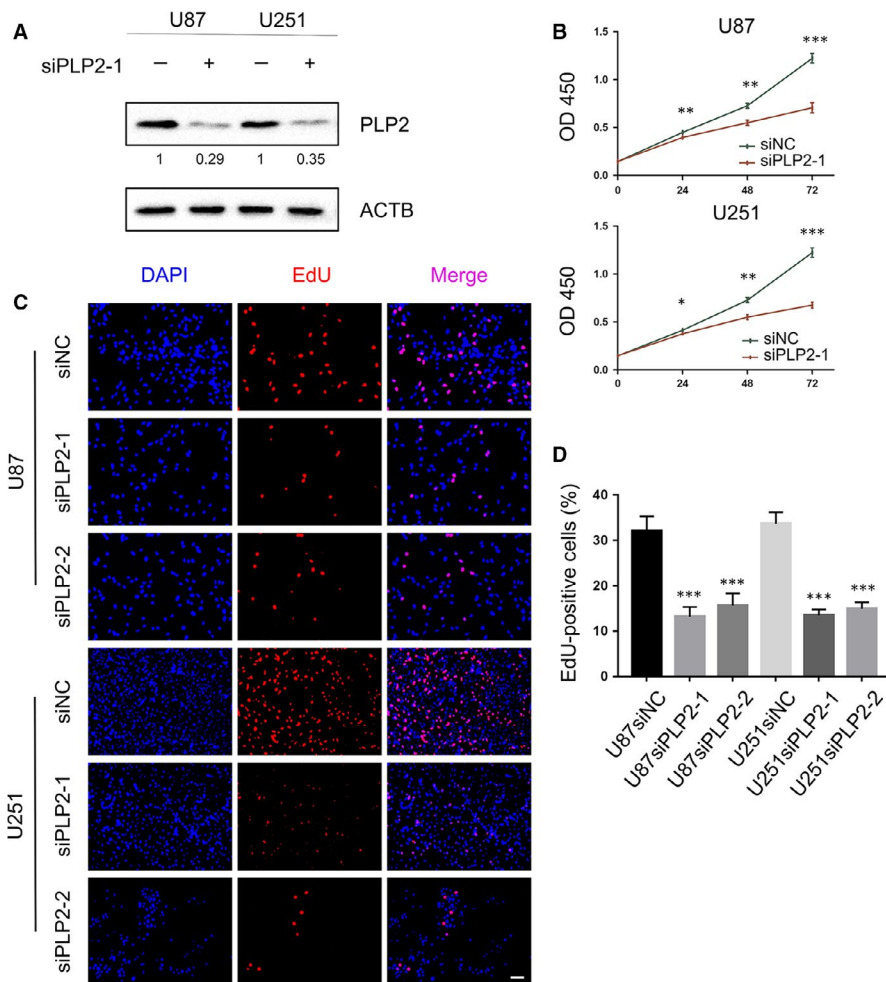 A
U87 U251
siPLP2-1 − + − +
PLP2
1 0.29 1 0.35
ACTB
B
U87
OD 450
1.5
1.0
0.5
0.0
** ** ***
siNC
siPLP2-1
0 24 48 72
U251
OD 450
1.5
1.0
0.5
0.0
* ** ***
siNC
siPLP2-1
0 24 48 72
C
DAPI EdU Merge
U87
siNC
siPLP2-1
siPLP2-2
U251
siNC
siPLP2-1
siPLP2-2
D
EdU-positive cells (%)
40
30
20
10
0
*** *** *** ***
U87siNC
U87siPLP2-1
U87siPLP2-2
U251siNC
U251siPLP2-1
U251siPLP2-2